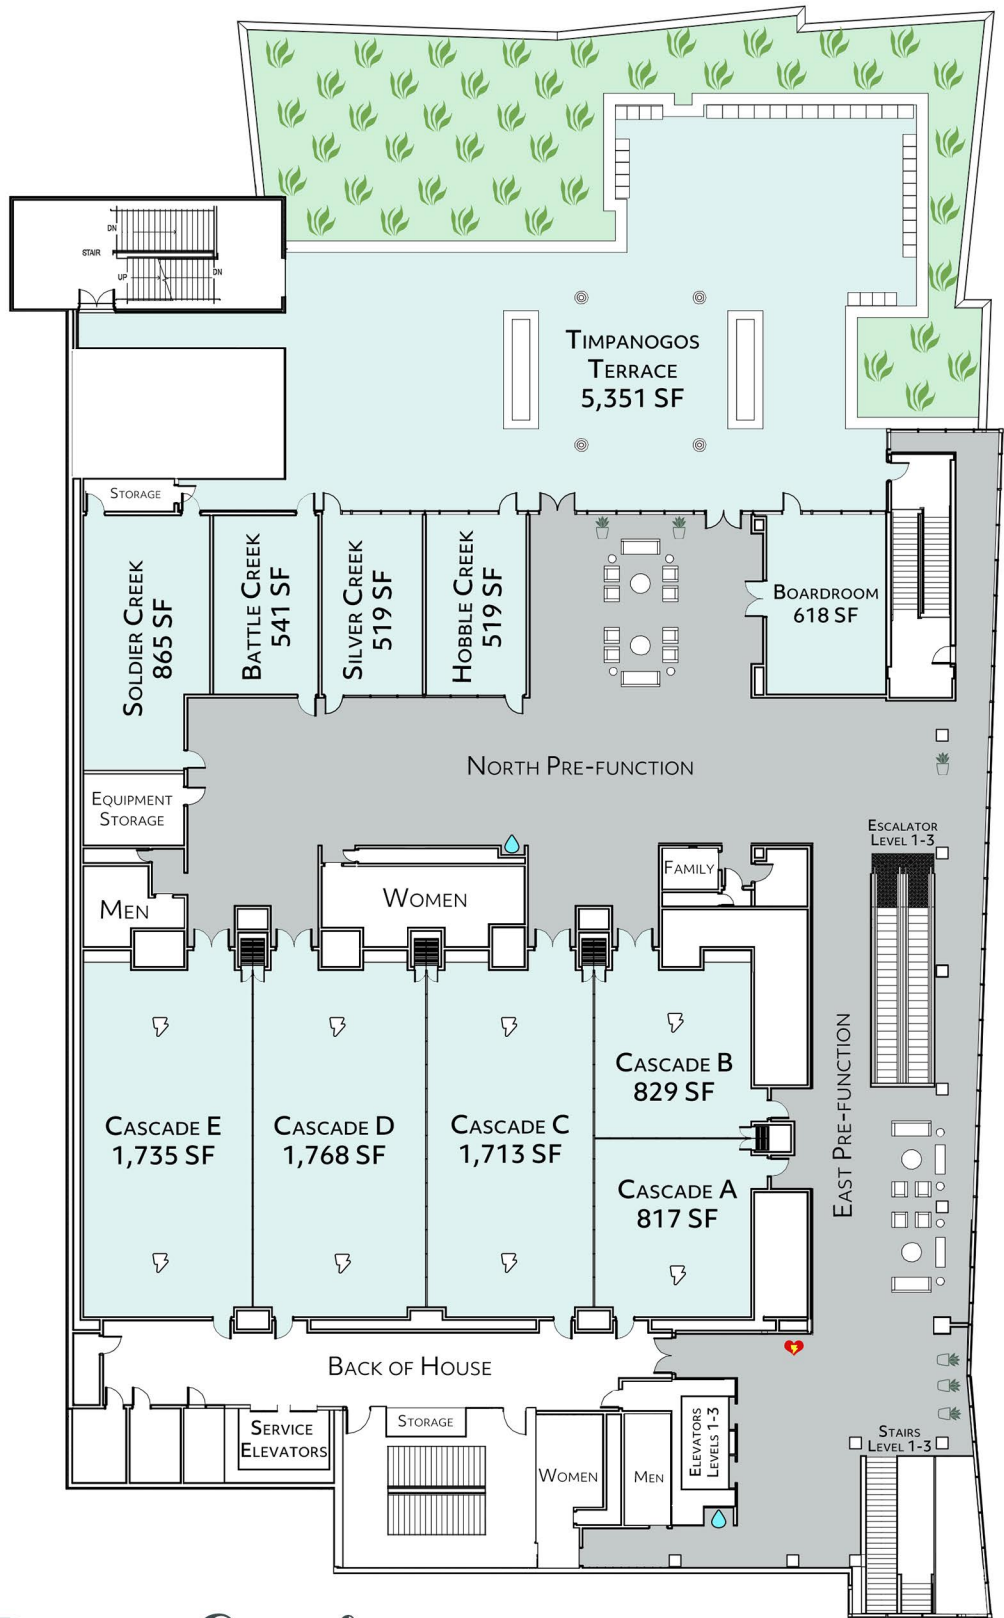 DN
STAIR
UP
DN
TIMPANOGOS
TERRACE
5,351 SF
STORAGE
SOLDIER CREEK
865 SF
BATTLE CREEK
541 SF
SILVER CREEK
519 SF
HOBBLE CREEK
519 SF
BOARDROOM
618 SF
NORTH PRE-FUNCTION
EQUIPMENT
STORAGE
ESCALATOR
LEVEL 1-3
MEN
WOMEN
FAMILY
CASCADE E
1,735 SF
CASCADE D
1,768 SF
CASCADE C
1,713 SF
CASCADE B
829 SF
CASCADE A
817 SF
EAST PRE-FUNCTION
BACK OF HOUSE
SERVICE
ELEVATORS
STORAGE
WOMEN
MEN
ELEVATORS
LEVELS 1-3
STAIRS
LEVEL 1-3